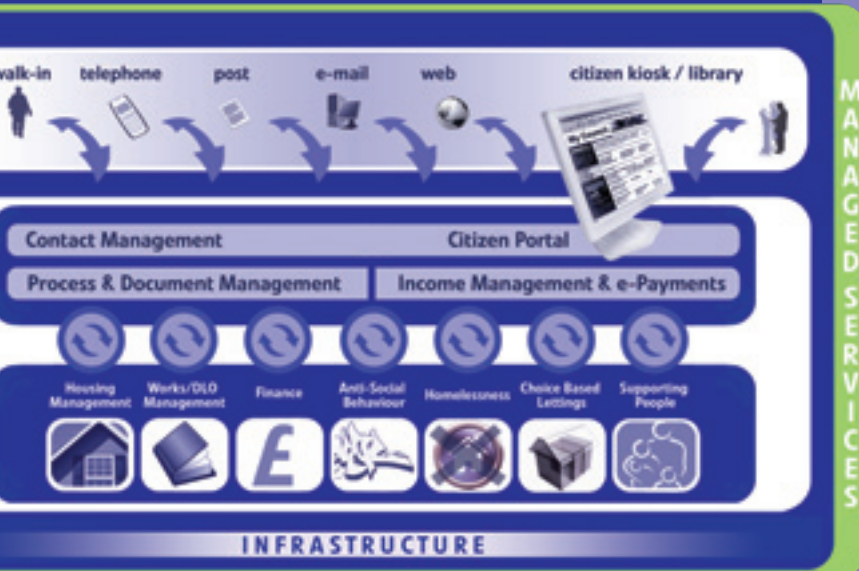 walk-in telephone post e-mail web citizen kiosk / library
Contact Management Citizen Portal
Process & Document Management Income Management & e-Payments
Housing Management
Works/DLO Management
Finance
Anti-Social Behaviour
Homelessness
Choice Based Lettings
Supporting People
INFRASTRUCTURE
MANAGED SERVICES